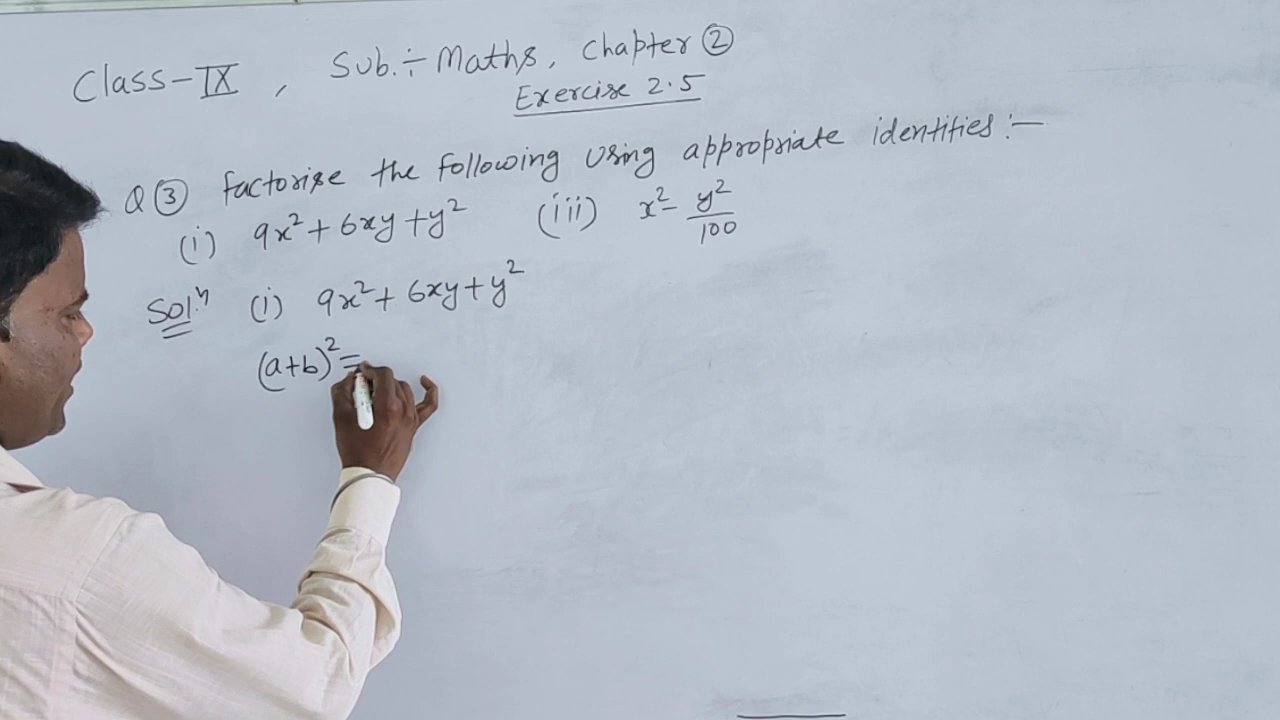 Class-IX, Sub.÷Maths, Chapter ②
Exercise 2.5
Q ③ Factorise the following using appropriate identities:-
(i) 9x²+6xy+y² (iii) x²-y²/100
Solⁿ (i) 9x²+6xy+y²
(a+b)²=